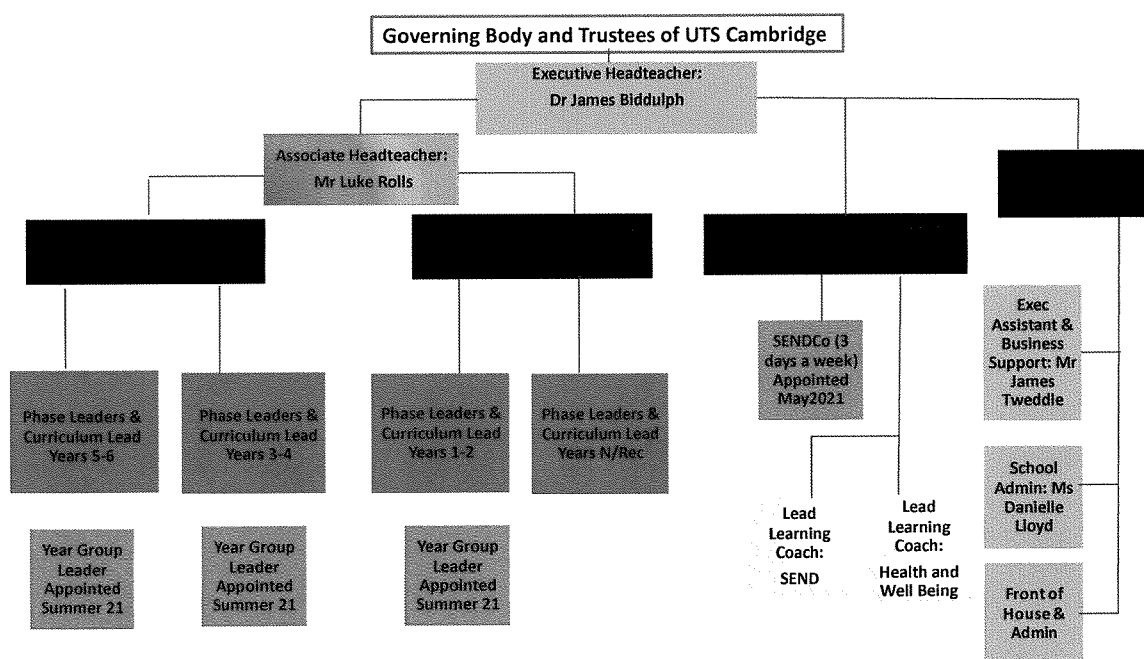 Governing Body and Trustees of UTS Cambridge
Executive Headteacher:
Dr James Biddulph
Associate Headteacher:
Mr Luke Rolls
Phase Leaders &
Curriculum Lead
Years 5-6
Phase Leaders &
Curriculum Lead
Years 3-4
Phase Leaders &
Curriculum Lead
Years 1-2
Phase Leaders &
Curriculum Lead
Years N/Rec
Year Group
Leader
Appointed
Summer 21
Year Group
Leader
Appointed
Summer 21
Year Group
Leader
Appointed
Summer 21
SENDCo (3
days a week)
Appointed
May2021
Lead
Learning
Coach:
SEND
Lead
Learning
Coach:
Health and
Well Being
Exec
Assistant &
Business
Support: Mr
James
Tweddle
School
Admin: Ms
Danielle
Lloyd
Front of
House &
Admin